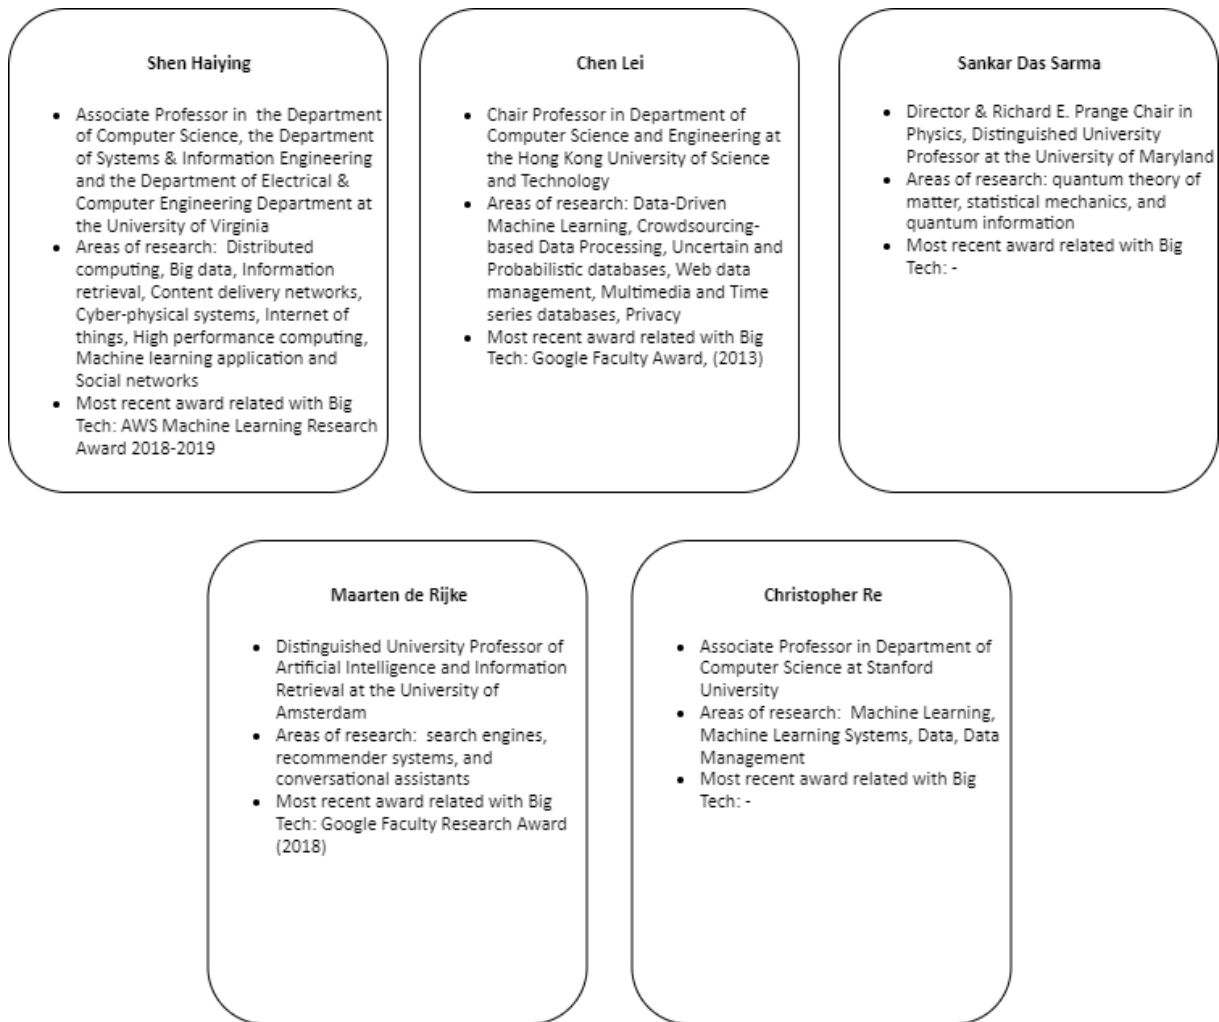 Shen Haiying
• Associate Professor in the Department
of Computer Science, the Department
of Systems & Information Engineering
and the Department of Electrical &
Computer Engineering Department at
the University of Virginia
• Areas of research: Distributed
computing, Big data, Information
retrieval, Content delivery networks,
Cyber-physical systems, Internet of
things, High performance computing,
Machine learning application and
Social networks
• Most recent award related with Big
Tech: AWS Machine Learning Research
Award 2018-2019
Chen Lei
• Chair Professor in Department of
Computer Science and Engineering at
the Hong Kong University of Science
and Technology
• Areas of research: Data-Driven
Machine Learning, Crowdsourcing-
based Data Processing, Uncertain and
Probabilistic databases, Web data
management, Multimedia and Time
series databases, Privacy
• Most recent award related with Big
Tech: Google Faculty Award, (2013)
Sankar Das Sarma
• Director & Richard E. Prange Chair in
Physics, Distinguished University
Professor at the University of Maryland
• Areas of research: quantum theory of
matter, statistical mechanics, and
quantum information
• Most recent award related with Big
Tech: -
Maarten de Rijke
• Distinguished University Professor of
Artificial Intelligence and Information
Retrieval at the University of
Amsterdam
• Areas of research: search engines,
recommender systems, and
conversational assistants
• Most recent award related with Big
Tech: Google Faculty Research Award
(2018)
Christopher Re
• Associate Professor in Department of
Computer Science at Stanford
University
• Areas of research: Machine Learning,
Machine Learning Systems, Data, Data
Management
• Most recent award related with Big
Tech: -